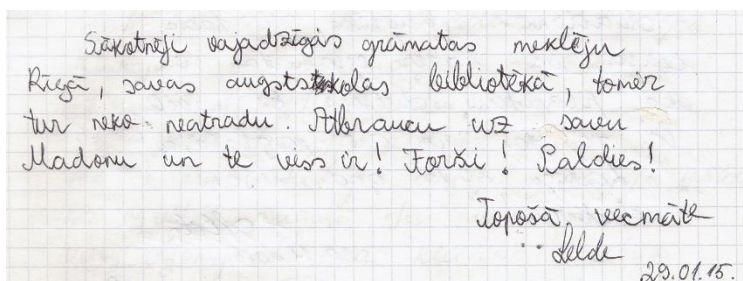 Sākotnēji vajadzīgās grāmatas meklēju
Rīgā, savas augstskolas bibliotēkā, tomēr
tur neko neatradu. Atbraucu uz savu
Madonu un te viss ir! Forši! Paldies!
Topošā vecmāte
Selde
29.01.15.